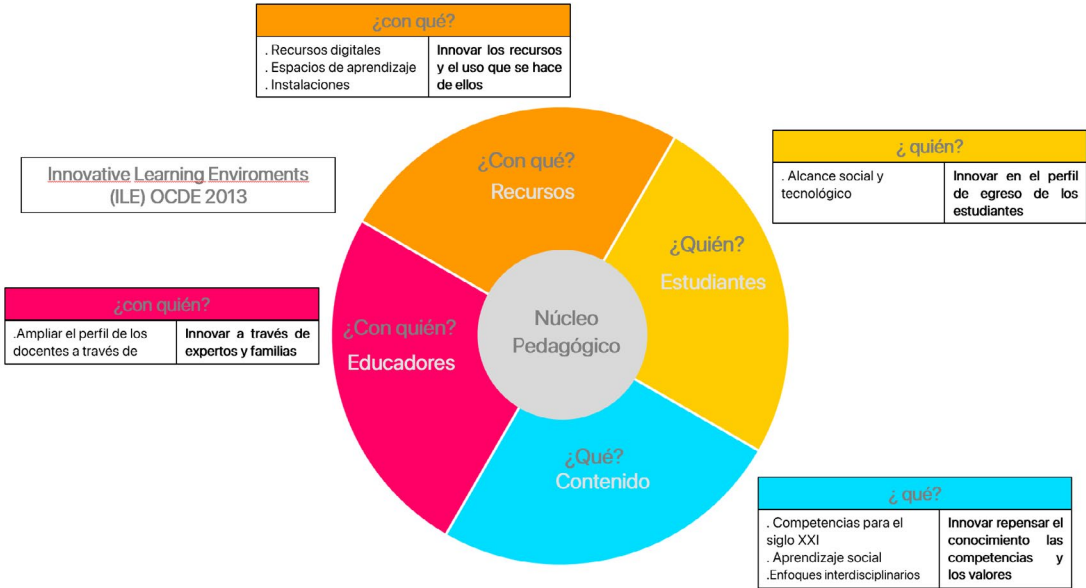 ¿con qué?
. Recursos digitales
. Espacios de aprendizaje
. Instalaciones
Innovar los recursos
y el uso que se hace
de ellos
Innovative Learning Enviroments
(ILE) OCDE 2013
¿Con qué?
Recursos
¿ quién?
. Alcance social y
tecnológico
Innovar en el perfil
de egreso de los
estudiantes
¿Quién?
Estudiantes
¿con quién?
.Ampliar el perfil de los
docentes a través de
Innovar a través de
expertos y familias
¿Con quién?
Educadores
Núcleo
Pedagógico
¿Qué?
Contenido
¿ qué?
. Competencias para el
siglo XXI
. Aprendizaje social
.Enfoques interdisciplinarios
Innovar repensar el
conocimiento las
competencias y
los valores